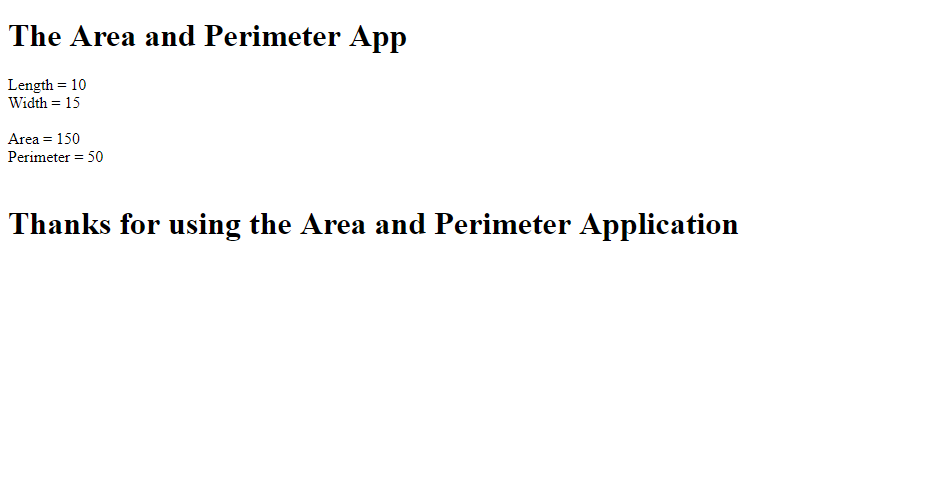 The Area and Perimeter App
Length = 10
Width = 15
Area = 150
Perimeter = 50
Thanks for using the Area and Perimeter Application